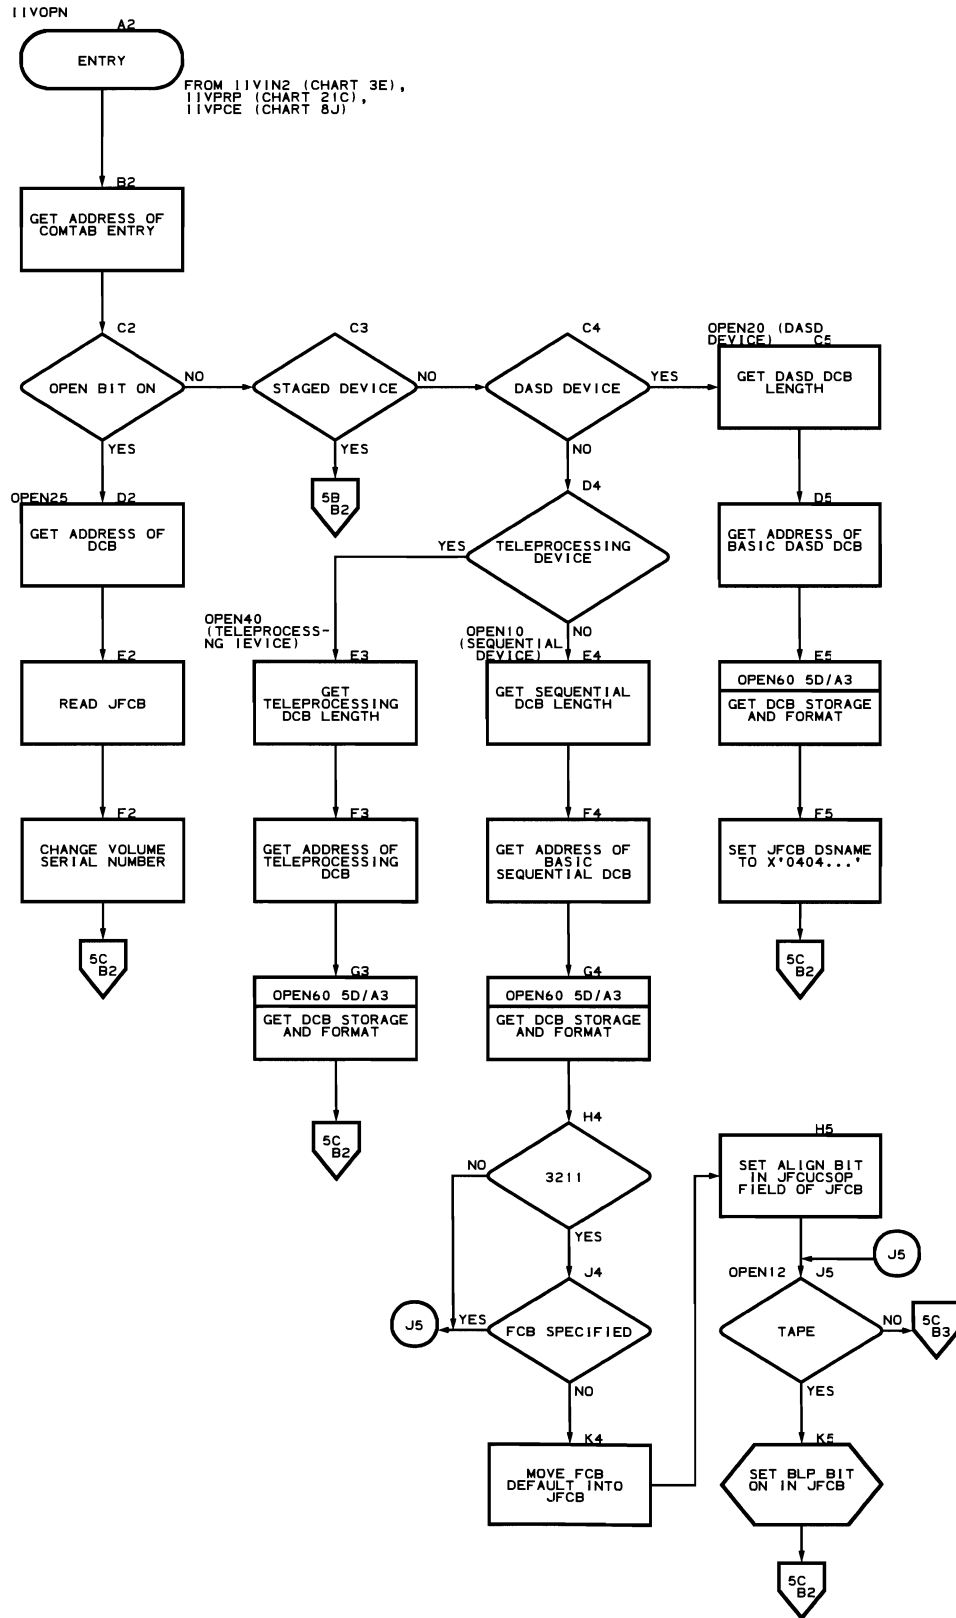 IIVOPN
A2
ENTRY
FROM IIVIN2 (CHART 3E),
IIVPRP (CHART 21C),
IIVPCE (CHART 8J)
B2
GET ADDRESS OF
COMTAB ENTRY
C2
OPEN BIT ON
NO
YES
C3
STAGED DEVICE
NO
YES
5B
B2
C4
DASD DEVICE
YES
NO
OPEN20 (DASD
DEVICE)
C5
GET DASD DCB
LENGTH
OPEN25
D2
GET ADDRESS OF
DCB
D4
TELEPROCESSING
DEVICE
YES
NO
D5
GET ADDRESS OF
BASIC DASD DCB
E2
READ JFCB
OPEN40
(TELEPROCESS-
NG IEVICE)
E3
GET
TELEPROCESSING
DCB LENGTH
OPEN10
(SEQUENTIAL
DEVICE)
E4
GET SEQUENTIAL
DCB LENGTH
E5
OPEN60 5D/A3
GET DCB STORAGE
AND FORMAT
F2
CHANGE VOLUME
SERIAL NUMBER
5C
B2
F3
GET ADDRESS OF
TELEPROCESSING
DCB
F4
GET ADDRESS OF
BASIC
SEQUENTIAL DCB
F5
SET JFCB DSNAME
TO X'0404...'
5C
B2
G3
OPEN60 5D/A3
GET DCB STORAGE
AND FORMAT
5C
B2
G4
OPEN60 5D/A3
GET DCB STORAGE
AND FORMAT
H4
3211
NO
YES
H5
SET ALIGN BIT
IN JFCUCSOP
FIELD OF JFCB
J5
J4
FCB SPECIFIED
YES
NO
J5
OPEN12
J5
TAPE
NO
YES
5C
B3
K4
MOVE FCB
DEFAULT INTO
JFCB
K5
SET BLP BIT
ON IN JFCB
5C
B2